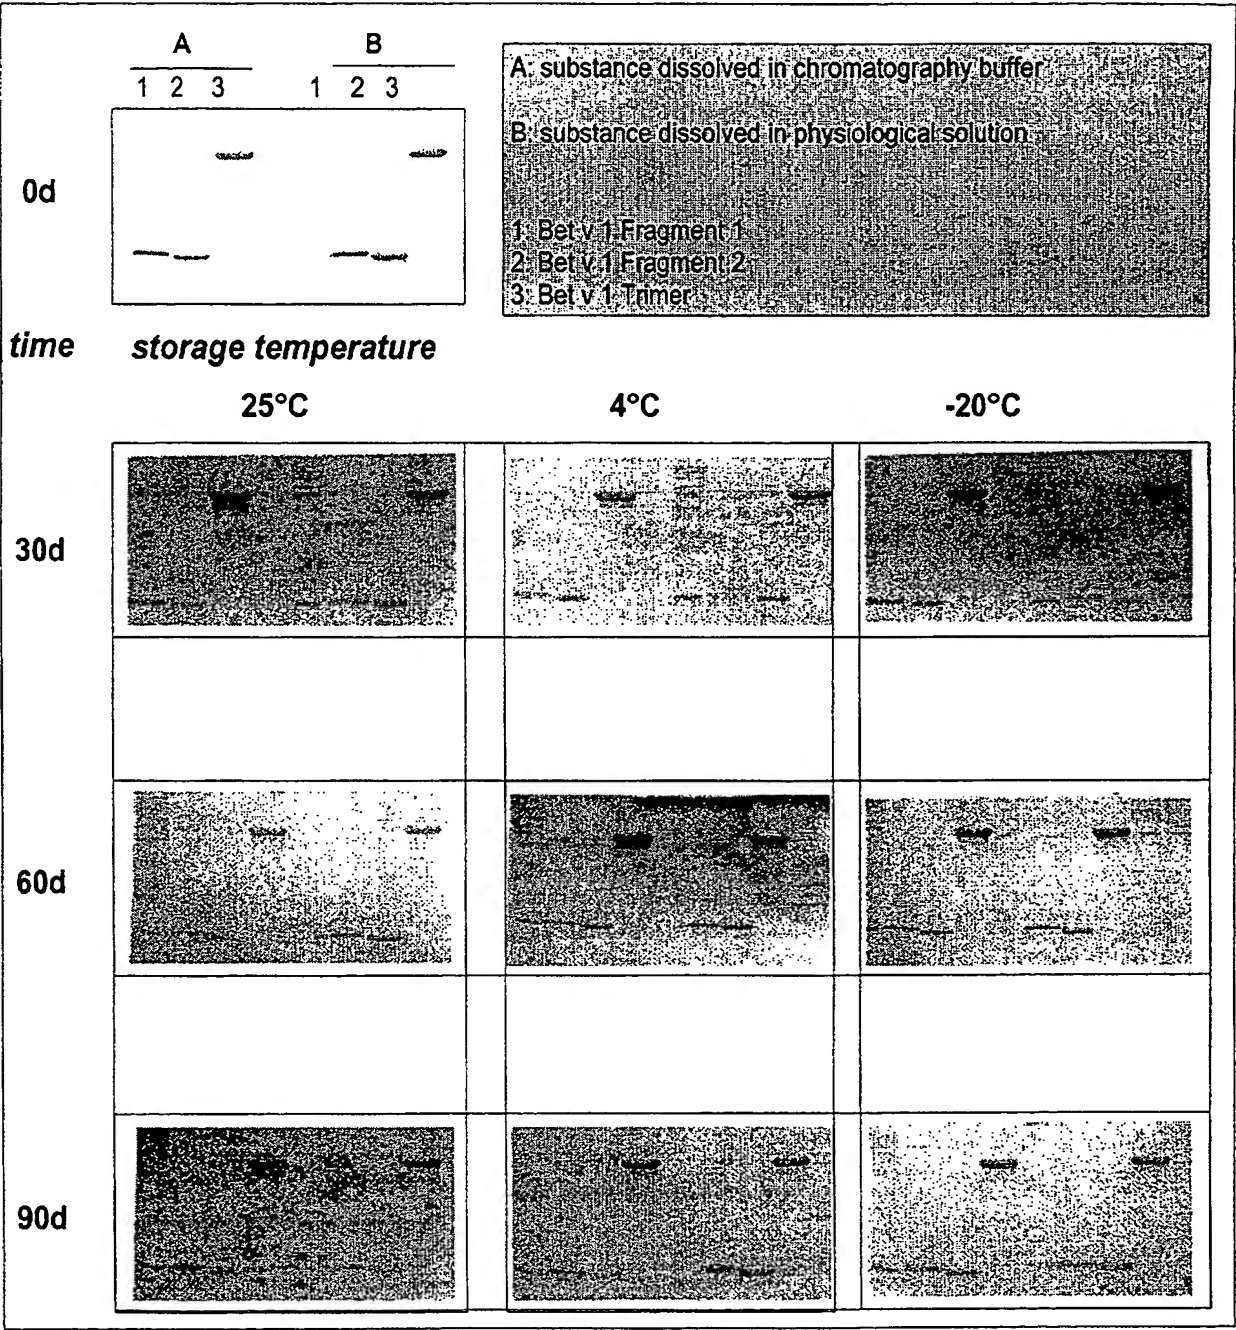 A B
1 2 3 1 2 3
0d
A: substance dissolved in chromatography buffer
B: substance dissolved in physiological solution
1: Bet v 1 Fragment 1
2: Bet v 1 Fragment 2
3: Bet v 1 Trimer
time storage temperature
25°C 4°C -20°C
30d
60d
90d